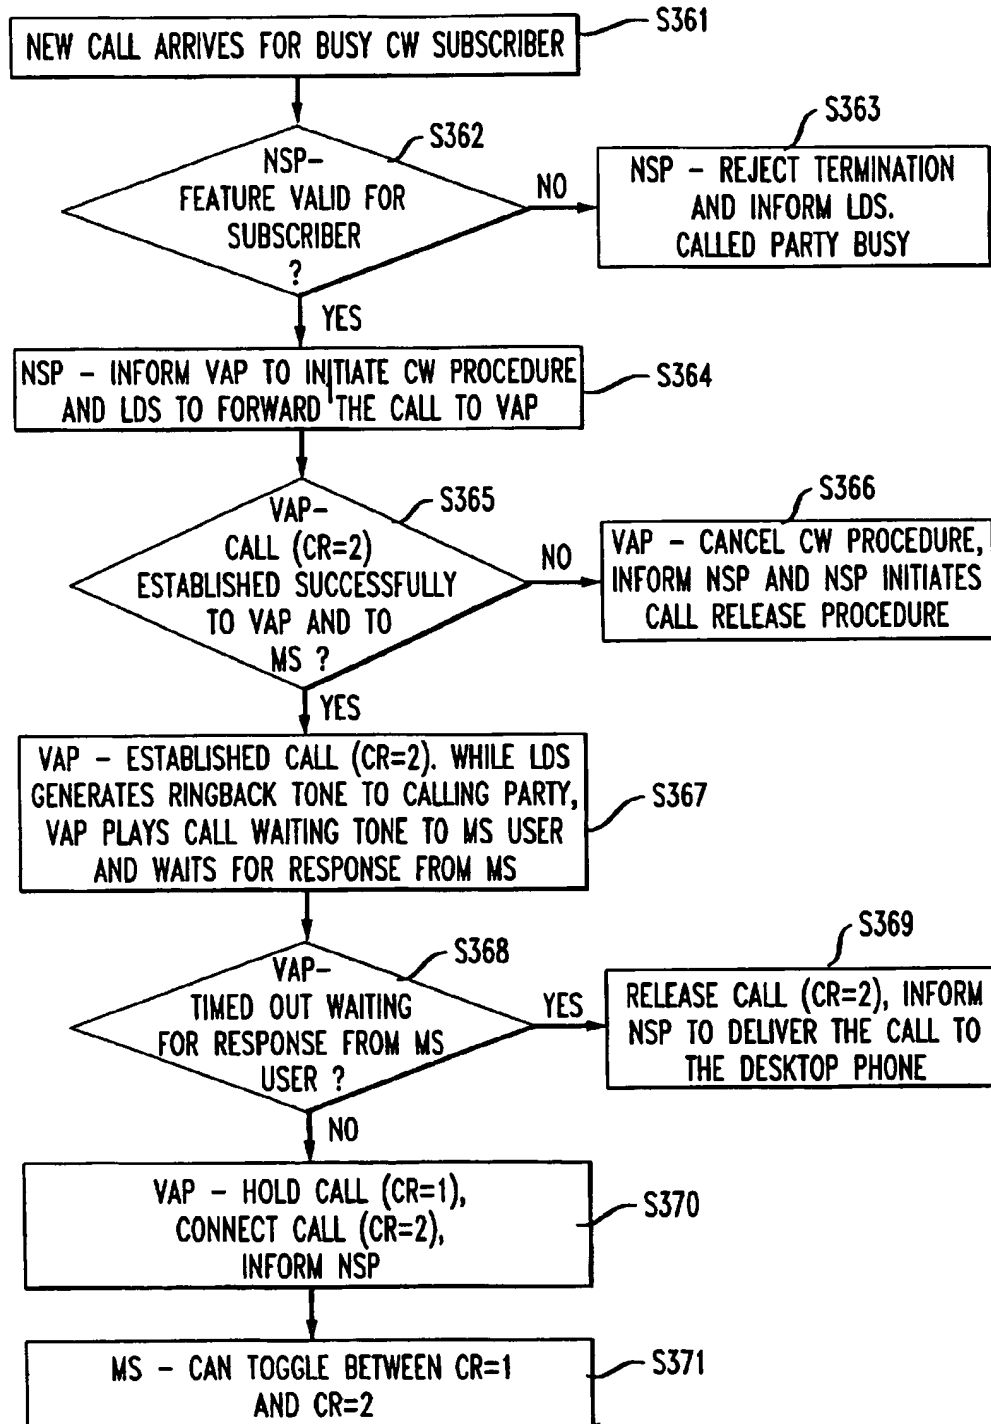 NEW CALL ARRIVES FOR BUSY CW SUBSCRIBER
S361
NSP-
FEATURE VALID FOR
SUBSCRIBER
?
S362
NO
S363
NSP - REJECT TERMINATION
AND INFORM LDS.
CALLED PARTY BUSY
YES
NSP - INFORM VAP TO INITIATE CW PROCEDURE
AND LDS TO FORWARD THE CALL TO VAP
S364
VAP-
CALL (CR=2)
ESTABLISHED SUCCESSFULLY
TO VAP AND TO
MS ?
S365
NO
S366
VAP - CANCEL CW PROCEDURE,
INFORM NSP AND NSP INITIATES
CALL RELEASE PROCEDURE
YES
VAP - ESTABLISHED CALL (CR=2). WHILE LDS
GENERATES RINGBACK TONE TO CALLING PARTY,
VAP PLAYS CALL WAITING TONE TO MS USER
AND WAITS FOR RESPONSE FROM MS
S367
VAP-
TIMED OUT WAITING
FOR RESPONSE FROM MS
USER ?
S368
YES
S369
RELEASE CALL (CR=2), INFORM
NSP TO DELIVER THE CALL TO
THE DESKTOP PHONE
NO
VAP - HOLD CALL (CR=1),
CONNECT CALL (CR=2),
INFORM NSP
S370
MS - CAN TOGGLE BETWEEN CR=1
AND CR=2
S371